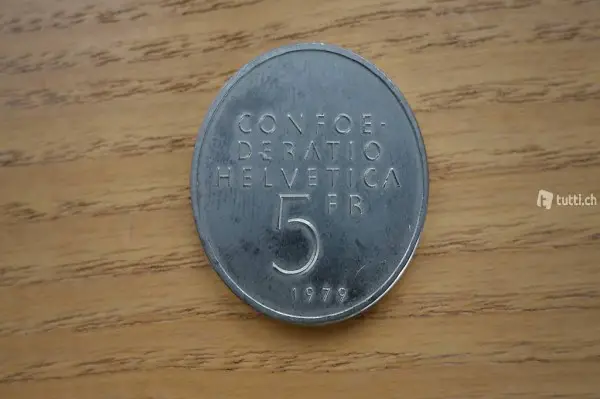 CONFOE-
DERATIO
HELVETICA
5 FR
1979
tutti.ch